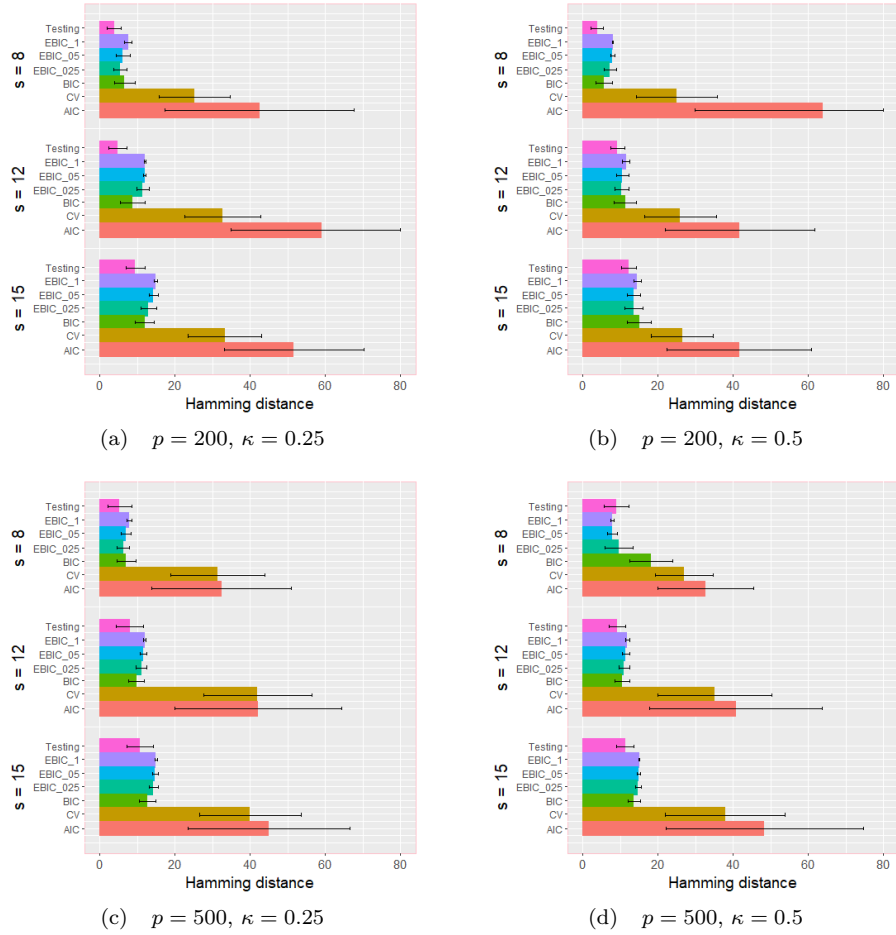 s = 8
Testing
EBIC_1
EBIC_05
EBIC_025
BIC
CV
AIC
s = 12
Testing
EBIC_1
EBIC_05
EBIC_025
BIC
CV
AIC
s = 15
Testing
EBIC_1
EBIC_05
EBIC_025
BIC
CV
AIC
0 20 40 60 80
Hamming distance
(a) p = 200, κ = 0.25
s = 8
Testing
EBIC_1
EBIC_05
EBIC_025
BIC
CV
AIC
s = 12
Testing
EBIC_1
EBIC_05
EBIC_025
BIC
CV
AIC
s = 15
Testing
EBIC_1
EBIC_05
EBIC_025
BIC
CV
AIC
0 20 40 60 80
Hamming distance
(b) p = 200, κ = 0.5
s = 8
Testing
EBIC_1
EBIC_05
EBIC_025
BIC
CV
AIC
s = 12
Testing
EBIC_1
EBIC_05
EBIC_025
BIC
CV
AIC
s = 15
Testing
EBIC_1
EBIC_05
EBIC_025
BIC
CV
AIC
0 20 40 60 80
Hamming distance
(c) p = 500, κ = 0.25
s = 8
Testing
EBIC_1
EBIC_05
EBIC_025
BIC
CV
AIC
s = 12
Testing
EBIC_1
EBIC_05
EBIC_025
BIC
CV
AIC
s = 15
Testing
EBIC_1
EBIC_05
EBIC_025
BIC
CV
AIC
0 20 40 60 80
Hamming distance
(d) p = 500, κ = 0.5